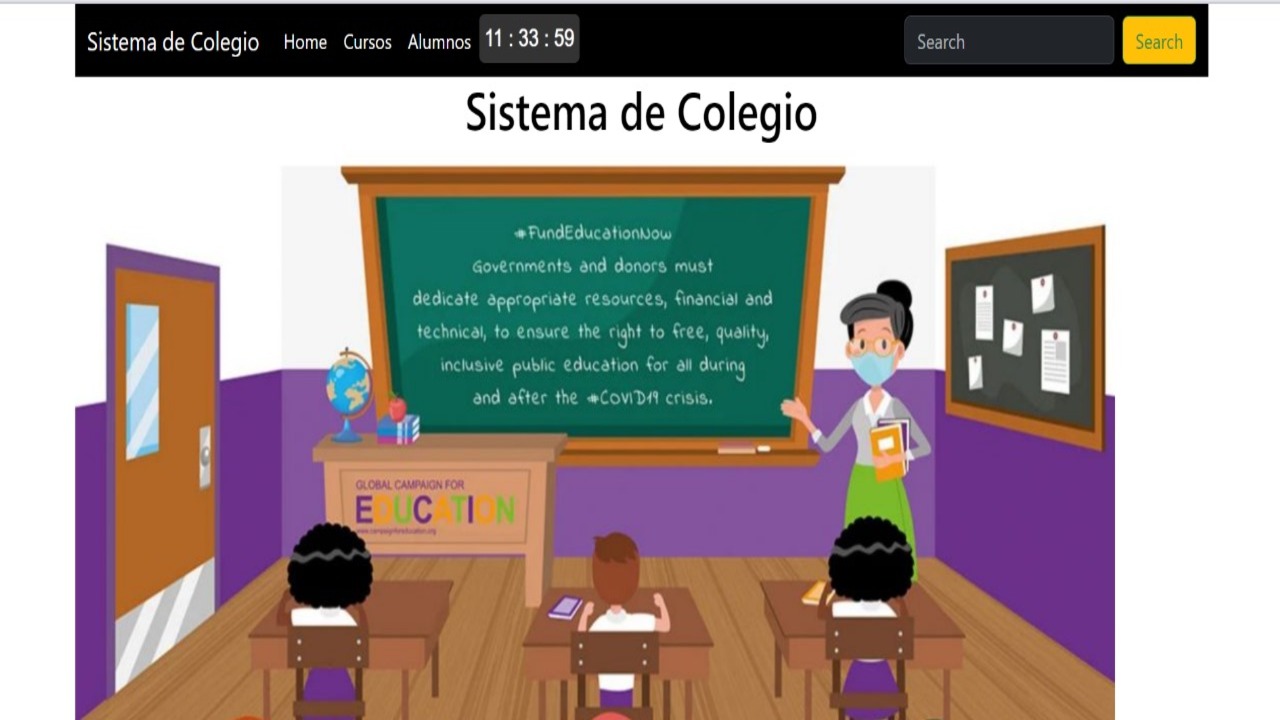 Sistema de Colegio Home Cursos Alumnos 11 : 33 : 59 Search Search
Sistema de Colegio
#FundEducationNow
Governments and donors must
dedicate appropriate resources, financial and
technical, to ensure the right to free, quality,
inclusive public education for all during
and after the #COVID19 crisis.
GLOBAL CAMPAIGN FOR
EDUCATION
www.campaignforeducation.org